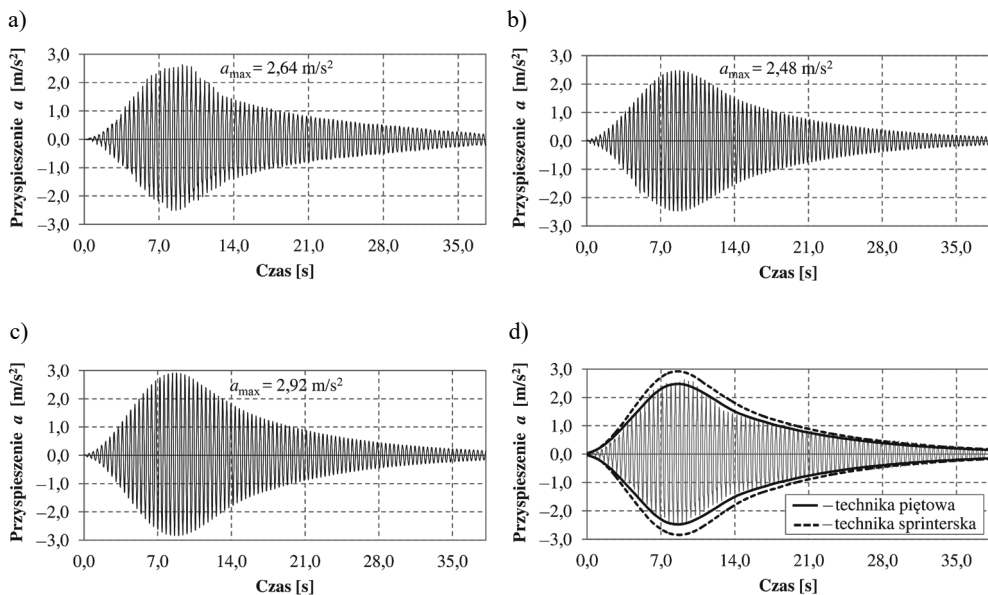 a)
Przyspieszenie a [m/s²]
3,0
2,0
1,0
0,0
–1,0
–2,0
–3,0
a_max = 2,64 m/s²
0,0 7,0 14,0 21,0 28,0 35,0
Czas [s]
b)
Przyspieszenie a [m/s²]
3,0
2,0
1,0
0,0
–1,0
–2,0
–3,0
a_max = 2,48 m/s²
0,0 7,0 14,0 21,0 28,0 35,0
Czas [s]
c)
Przyspieszenie a [m/s²]
3,0
2,0
1,0
0,0
–1,0
–2,0
–3,0
a_max = 2,92 m/s²
0,0 7,0 14,0 21,0 28,0 35,0
Czas [s]
d)
Przyspieszenie a [m/s²]
3,0
2,0
1,0
0,0
–1,0
–2,0
–3,0
– technika piętowa
– technika sprinterska
0,0 7,0 14,0 21,0 28,0 35,0
Czas [s]